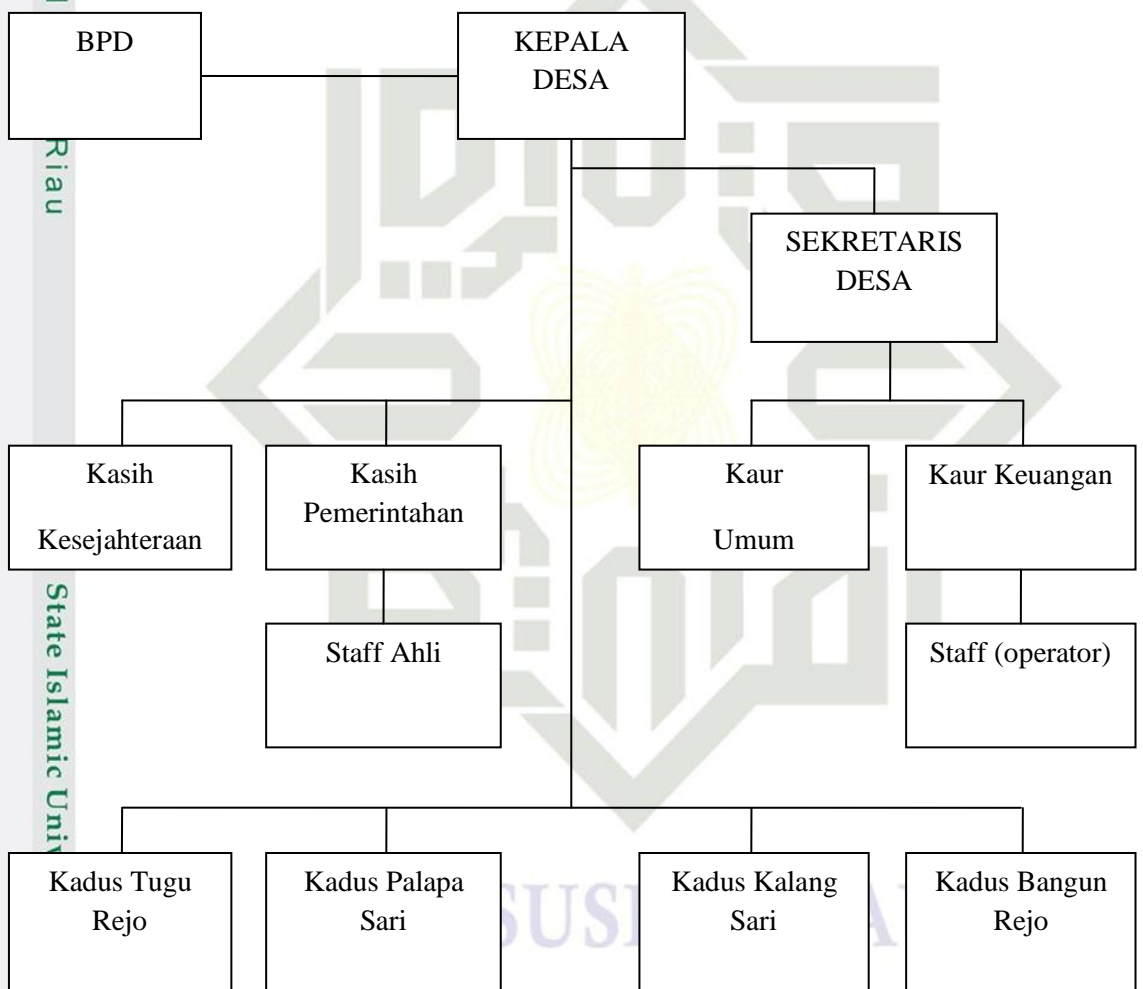 BPD
KEPALA
DESA
Riau
SEKRETARIS
DESA
Kasih
Kesejahteraan
Kasih
Pemerintahan
Kaur
Umum
Kaur Keuangan
State Islamic Univ
Staff Ahli
Staff (operator)
Kadus Tugu
Rejo
Kadus Palapa
Sari
Kadus Kalang
Sari
Kadus Bangun
Rejo